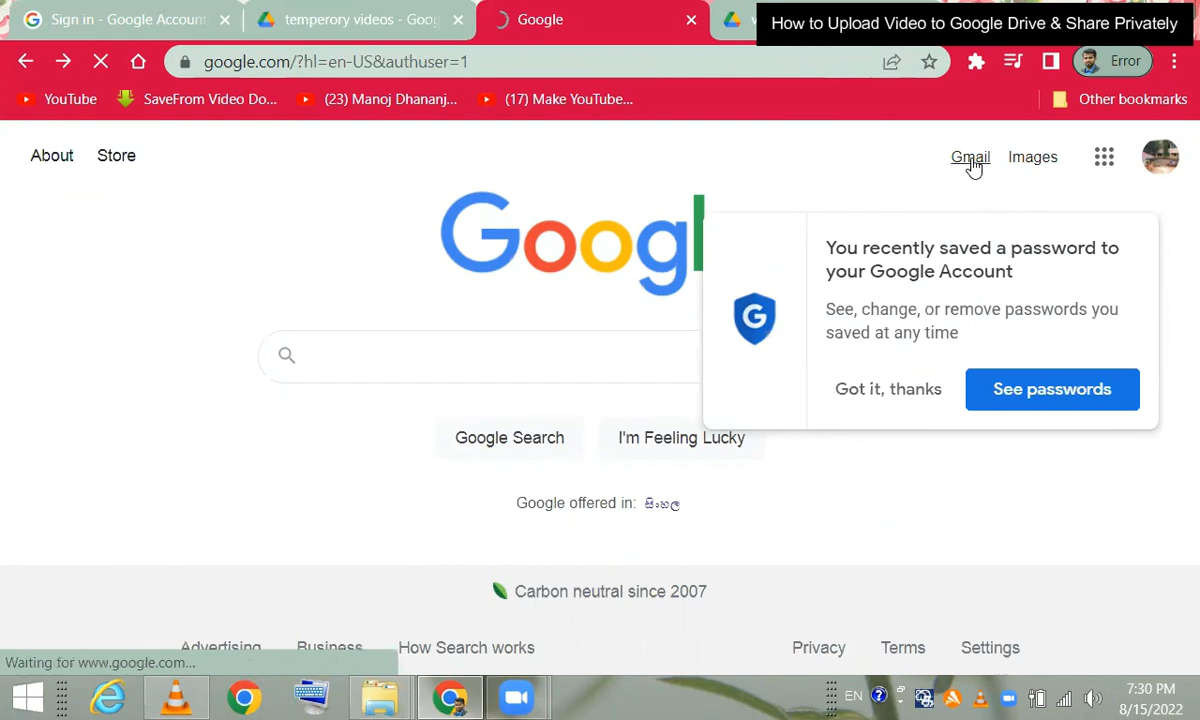 Sign in - Google Account
temperory videos - Goog
Google
How to Upload Video to Google Drive & Share Privately
google.com/?hl=en-US&authuser=1
Error
YouTube
SaveFrom Video Do...
(23) Manoj Dhananj...
(17) Make YouTube...
Other bookmarks
About
Store
Gmail
Images
Googl
You recently saved a password to
your Google Account
See, change, or remove passwords you
saved at any time
Got it, thanks
See passwords
Google Search
I'm Feeling Lucky
Google offered in: සිංහල
Carbon neutral since 2007
Advertising
Business
How Search works
Privacy
Terms
Settings
Waiting for www.google.com...
EN
7:30 PM
8/15/2022